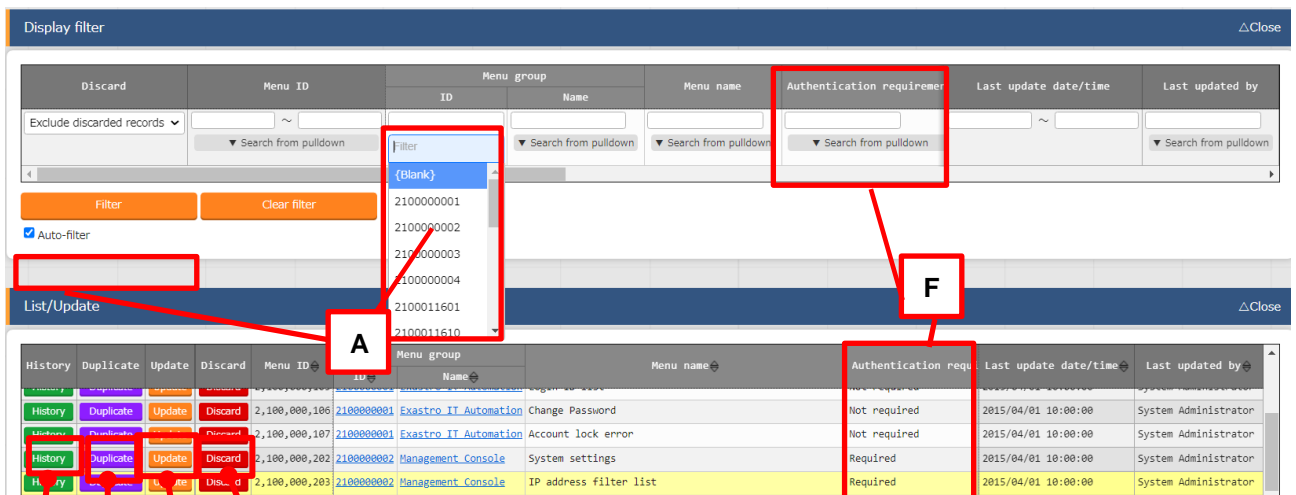 Display filter △Close
Discard Menu ID Menu group Menu name Authentication requiremen Last update date/time Last updated by
ID Name
Exclude discarded records ~ ~
▼ Search from pulldown Filter ▼ Search from pulldown ▼ Search from pulldown ▼ Search from pulldown ▼ Search from pulldown
{Blank}
Filter Clear filter 2100000001
Auto-filter 2100000002
2100000003
2100000004
F
List/Update 2100011601 △Close
A 2100011610
History Duplicate Update Discard Menu ID Menu group Menu name Authentication requi Last update date/time Last updated by
ID Name
History Duplicate Update Discard 2,100,000,106 2100000001 Exastro IT Automation Change Password Not required 2015/04/01 10:00:00 System Administrator
History Duplicate Update Discard 2,100,000,107 2100000001 Exastro IT Automation Account lock error Not required 2015/04/01 10:00:00 System Administrator
History Duplicate Update Discard 2,100,000,202 2100000002 Management Console System settings Required 2015/04/01 10:00:00 System Administrator
History Duplicate Update Discard 2,100,000,203 2100000002 Management Console IP address filter list Required 2015/04/01 10:00:00 System Administrator